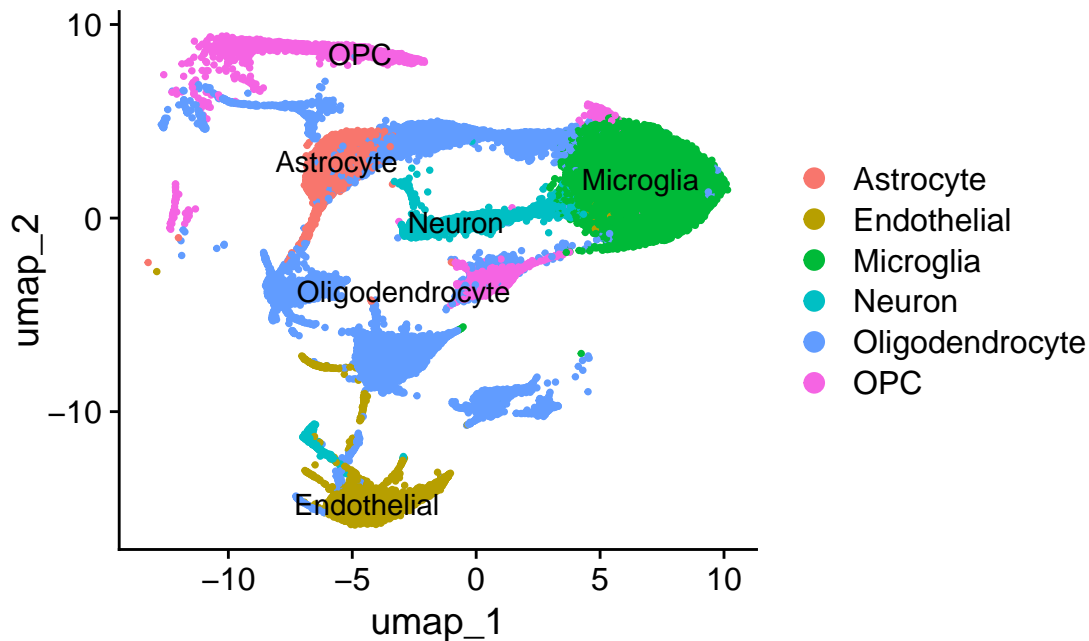 10
0
−10
umap_2
OPC
Astrocyte
Microglia
Neuron
Oligodendrocyte
Endothelial
−10 −5 0 5 10
umap_1
Astrocyte
Endothelial
Microglia
Neuron
Oligodendrocyte
OPC